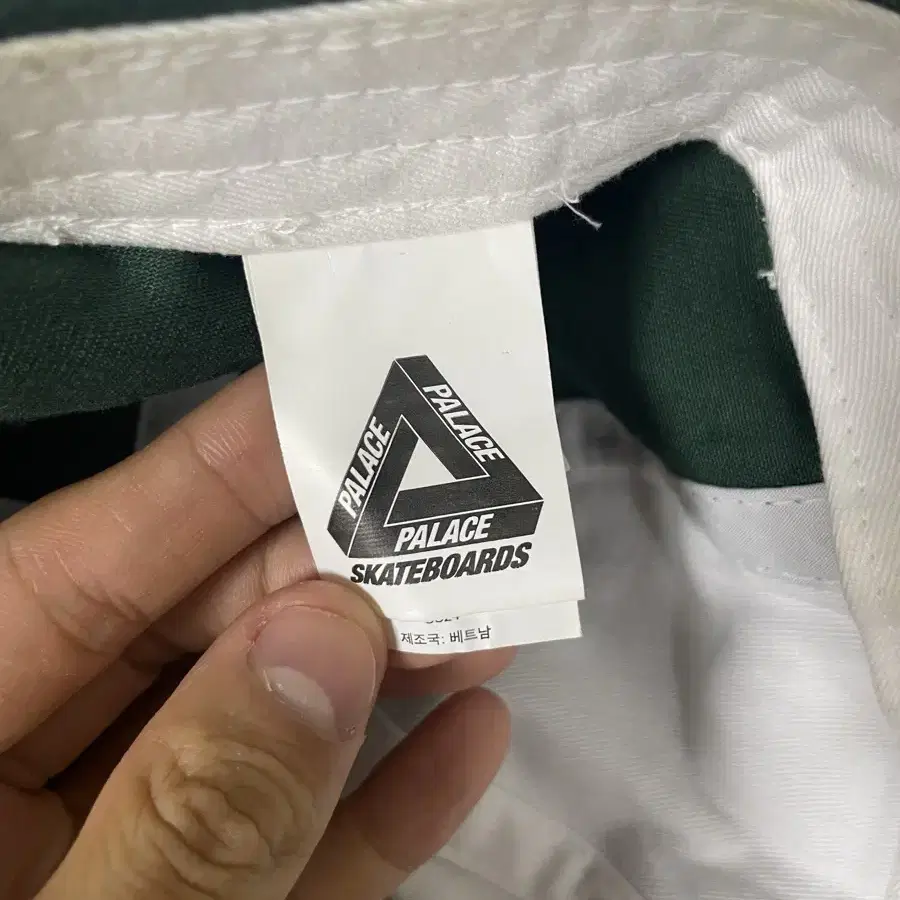 PALACE
PALACE
PALACE
SKATEBOARDS
제조국: 베트남